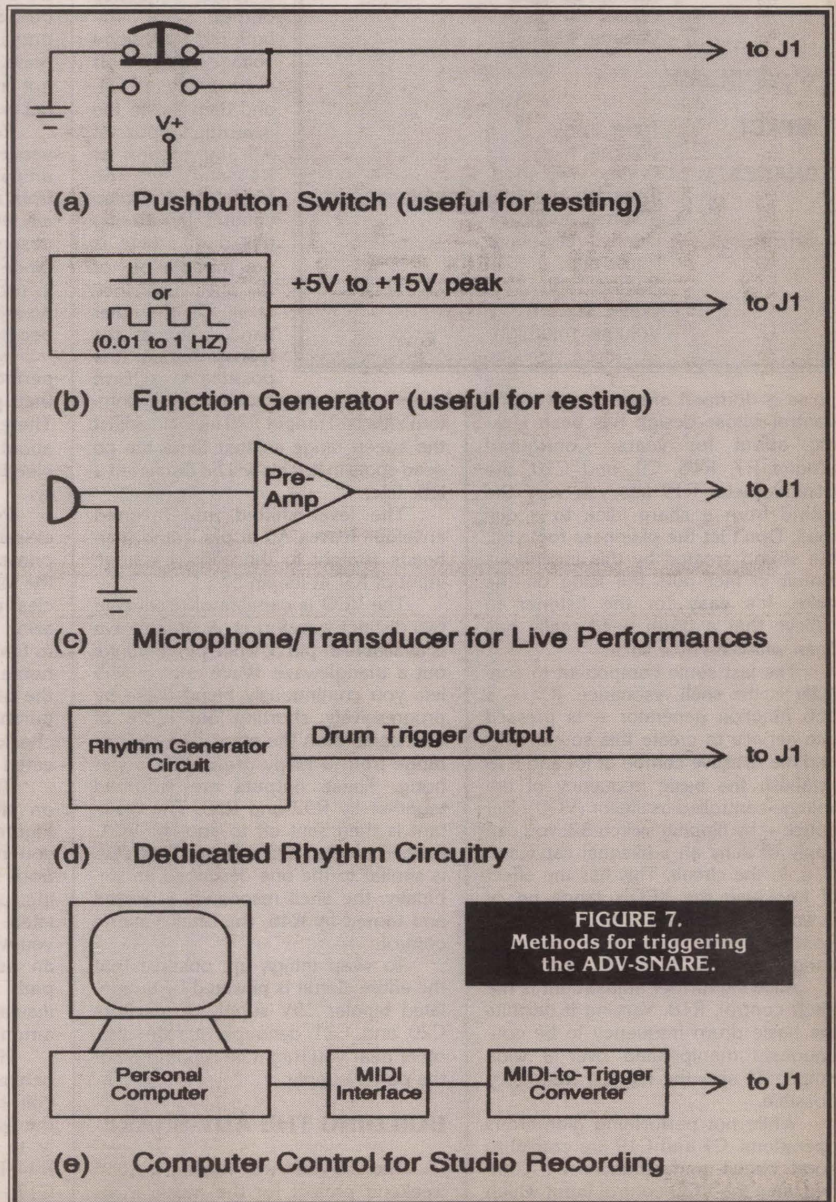 to J1
V+
(a) Pushbutton Switch (useful for testing)
or
(0.01 to 1 HZ)
+5V to +15V peak
to J1
(b) Function Generator (useful for testing)
Pre-
Amp
to J1
(c) Microphone/Transducer for Live Performances
Rhythm Generator
Circuit
Drum Trigger Output
to J1
(d) Dedicated Rhythm Circuitry
FIGURE 7.
Methods for triggering
the ADV-SNARE.
Personal
Computer
MIDI
Interface
MIDI-to-Trigger
Converter
to J1
(e) Computer Control for Studio Recording